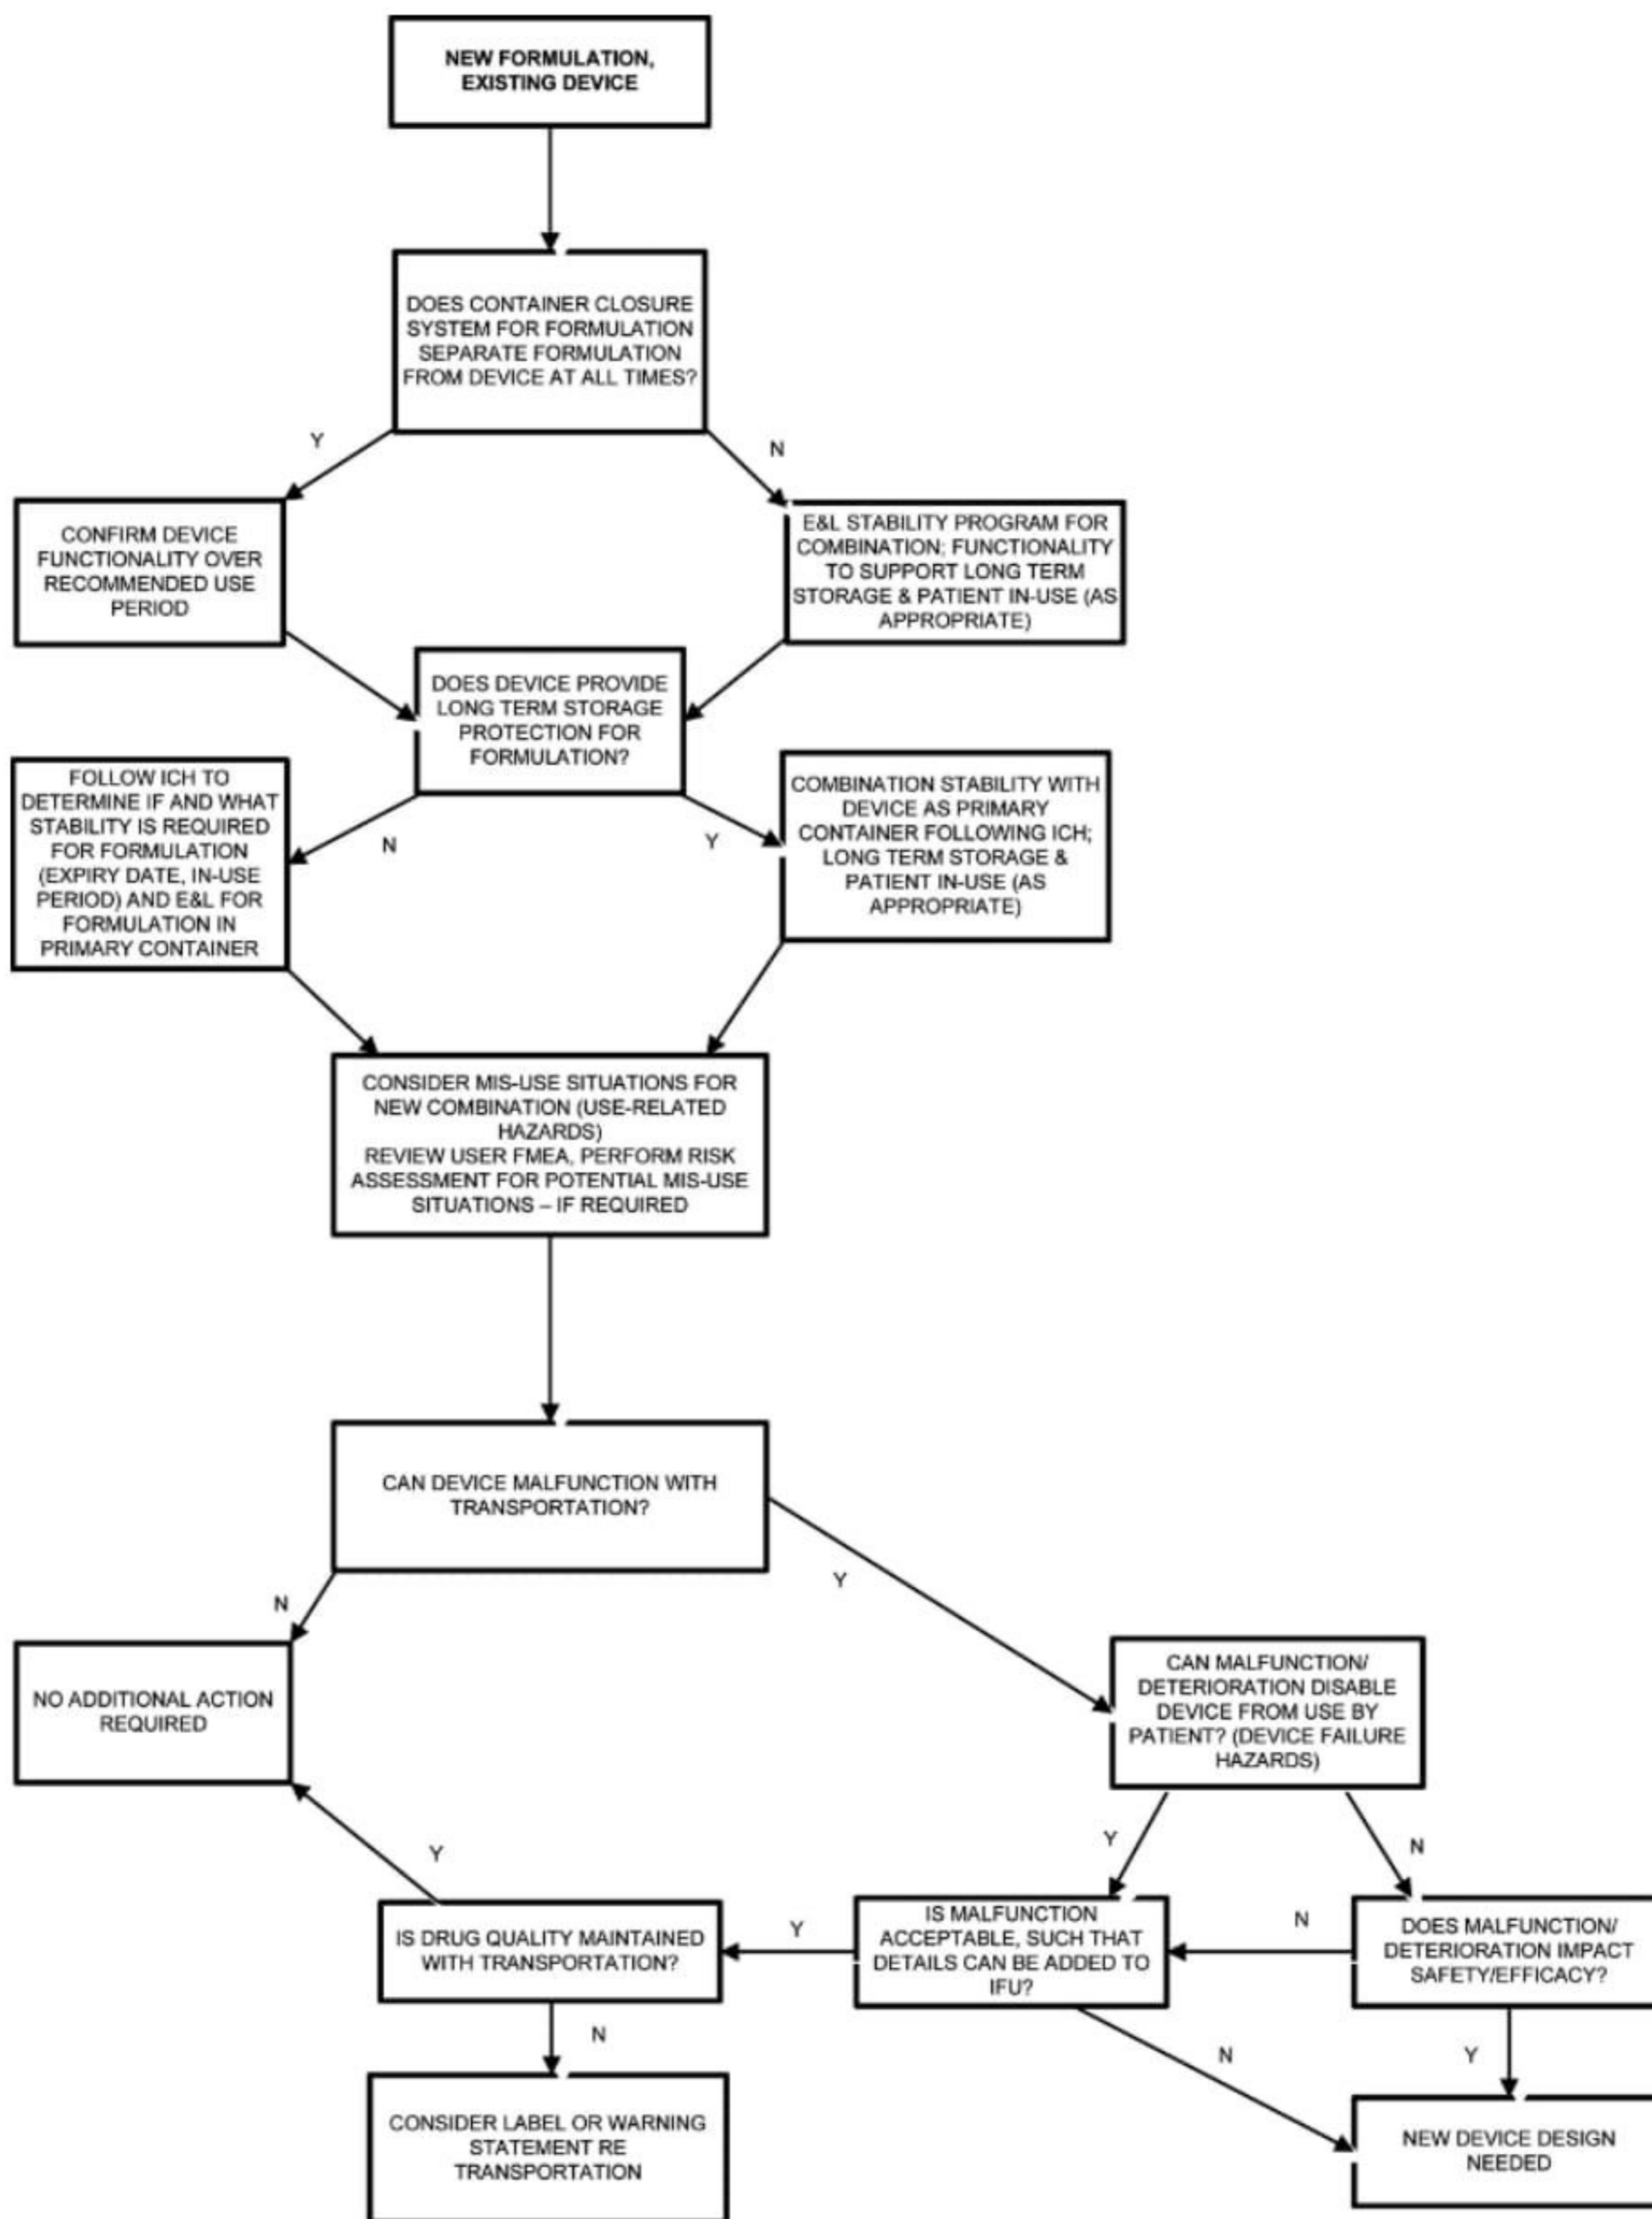 NEW FORMULATION,
EXISTING DEVICE
DOES CONTAINER CLOSURE
SYSTEM FOR FORMULATION
SEPARATE FORMULATION
FROM DEVICE AT ALL TIMES?
Y
N
CONFIRM DEVICE
FUNCTIONALITY OVER
RECOMMENDED USE
PERIOD
E&L STABILITY PROGRAM FOR
COMBINATION; FUNCTIONALITY
TO SUPPORT LONG TERM
STORAGE & PATIENT IN-USE (AS
APPROPRIATE)
DOES DEVICE PROVIDE
LONG TERM STORAGE
PROTECTION FOR
FORMULATION?
N
Y
FOLLOW ICH TO
DETERMINE IF AND WHAT
STABILITY IS REQUIRED
FOR FORMULATION
(EXPIRY DATE, IN-USE
PERIOD) AND E&L FOR
FORMULATION IN
PRIMARY CONTAINER
COMBINATION STABILITY WITH
DEVICE AS PRIMARY
CONTAINER FOLLOWING ICH;
LONG TERM STORAGE &
PATIENT IN-USE (AS
APPROPRIATE)
CONSIDER MIS-USE SITUATIONS FOR
NEW COMBINATION (USE-RELATED
HAZARDS)
REVIEW USER FMEA, PERFORM RISK
ASSESSMENT FOR POTENTIAL MIS-USE
SITUATIONS – IF REQUIRED
CAN DEVICE MALFUNCTION WITH
TRANSPORTATION?
N
Y
NO ADDITIONAL ACTION
REQUIRED
CAN MALFUNCTION/
DETERIORATION DISABLE
DEVICE FROM USE BY
PATIENT? (DEVICE FAILURE
HAZARDS)
Y
N
Y
IS DRUG QUALITY MAINTAINED
WITH TRANSPORTATION?
Y
IS MALFUNCTION
ACCEPTABLE, SUCH THAT
DETAILS CAN BE ADDED TO
IFU?
N
DOES MALFUNCTION/
DETERIORATION IMPACT
SAFETY/EFFICACY?
N
N
Y
CONSIDER LABEL OR WARNING
STATEMENT RE
TRANSPORTATION
NEW DEVICE DESIGN
NEEDED